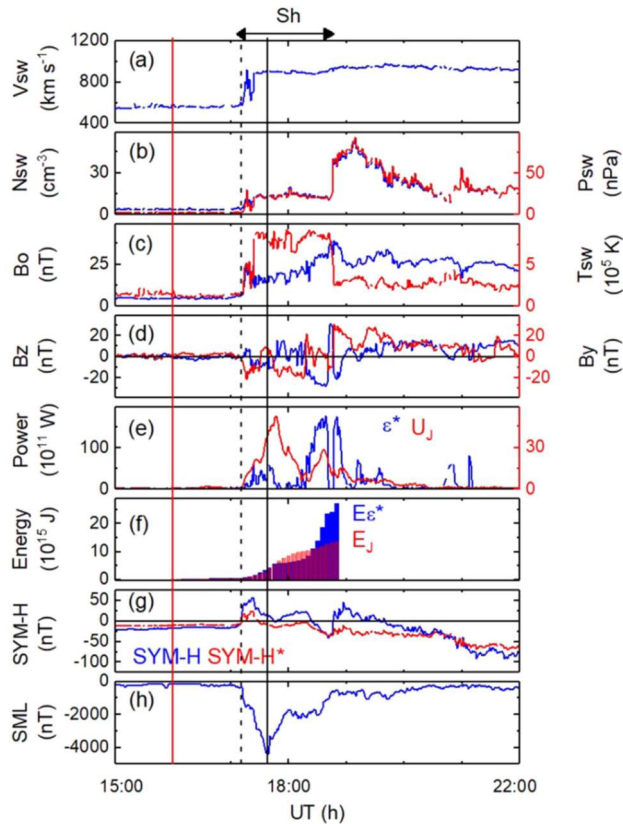 Sh
1200
800
400
Vsw
(km s⁻¹)
(a)
30
0
Nsw
(cm⁻³)
(b)
50
0
Psw
(nPa)
25
0
Bo
(nT)
(c)
5
0
Tsw
(10⁵ K)
20
0
-20
Bz
(nT)
(d)
20
0
-20
By
(nT)
100
0
Power
(10¹¹ W)
(e)
ε* U_J
50
0
20
10
0
Energy
(10¹⁵ J)
(f)
Eε*
E_J
50
0
-50
-100
SYM-H
(nT)
(g)
SYM-H SYM-H*
0
-2000
-4000
SML
(nT)
(h)
15:00 18:00 22:00
UT (h)